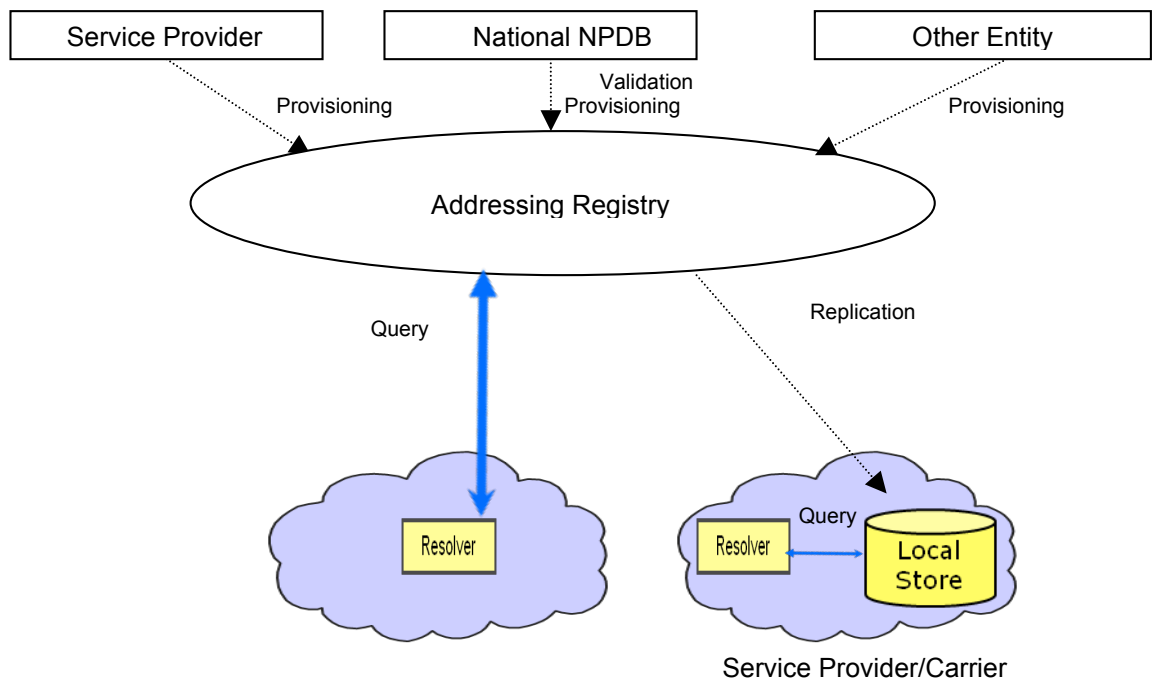 Service Provider
National NPDB
Other Entity
Validation
Provisioning
Provisioning
Provisioning
Addressing Registry
Query
Replication
Resolver
Query
Resolver
Local
Store
Service Provider/Carrier